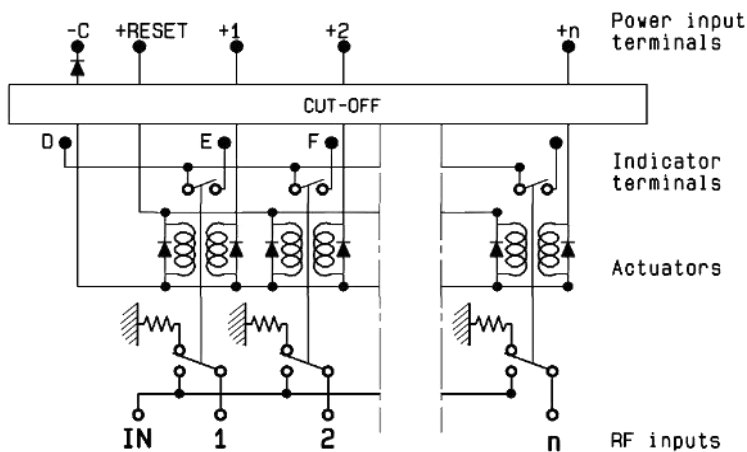 -C +RESET +1 +2 +n Power input
terminals
CUT-OFF
D E F Indicator
terminals
Actuators
IN 1 2 n RF inputs